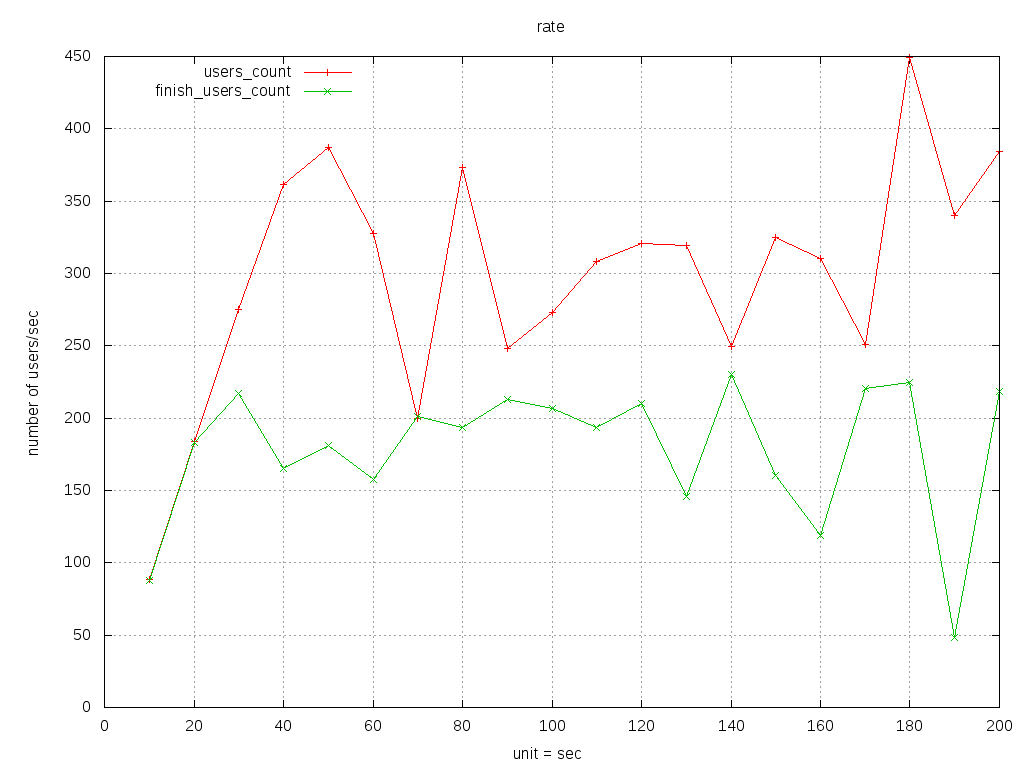 rate
users_count
finish_users_count
number of users/sec
450
400
350
300
250
200
150
100
50
0
0 20 40 60 80 100 120 140 160 180 200
unit = sec